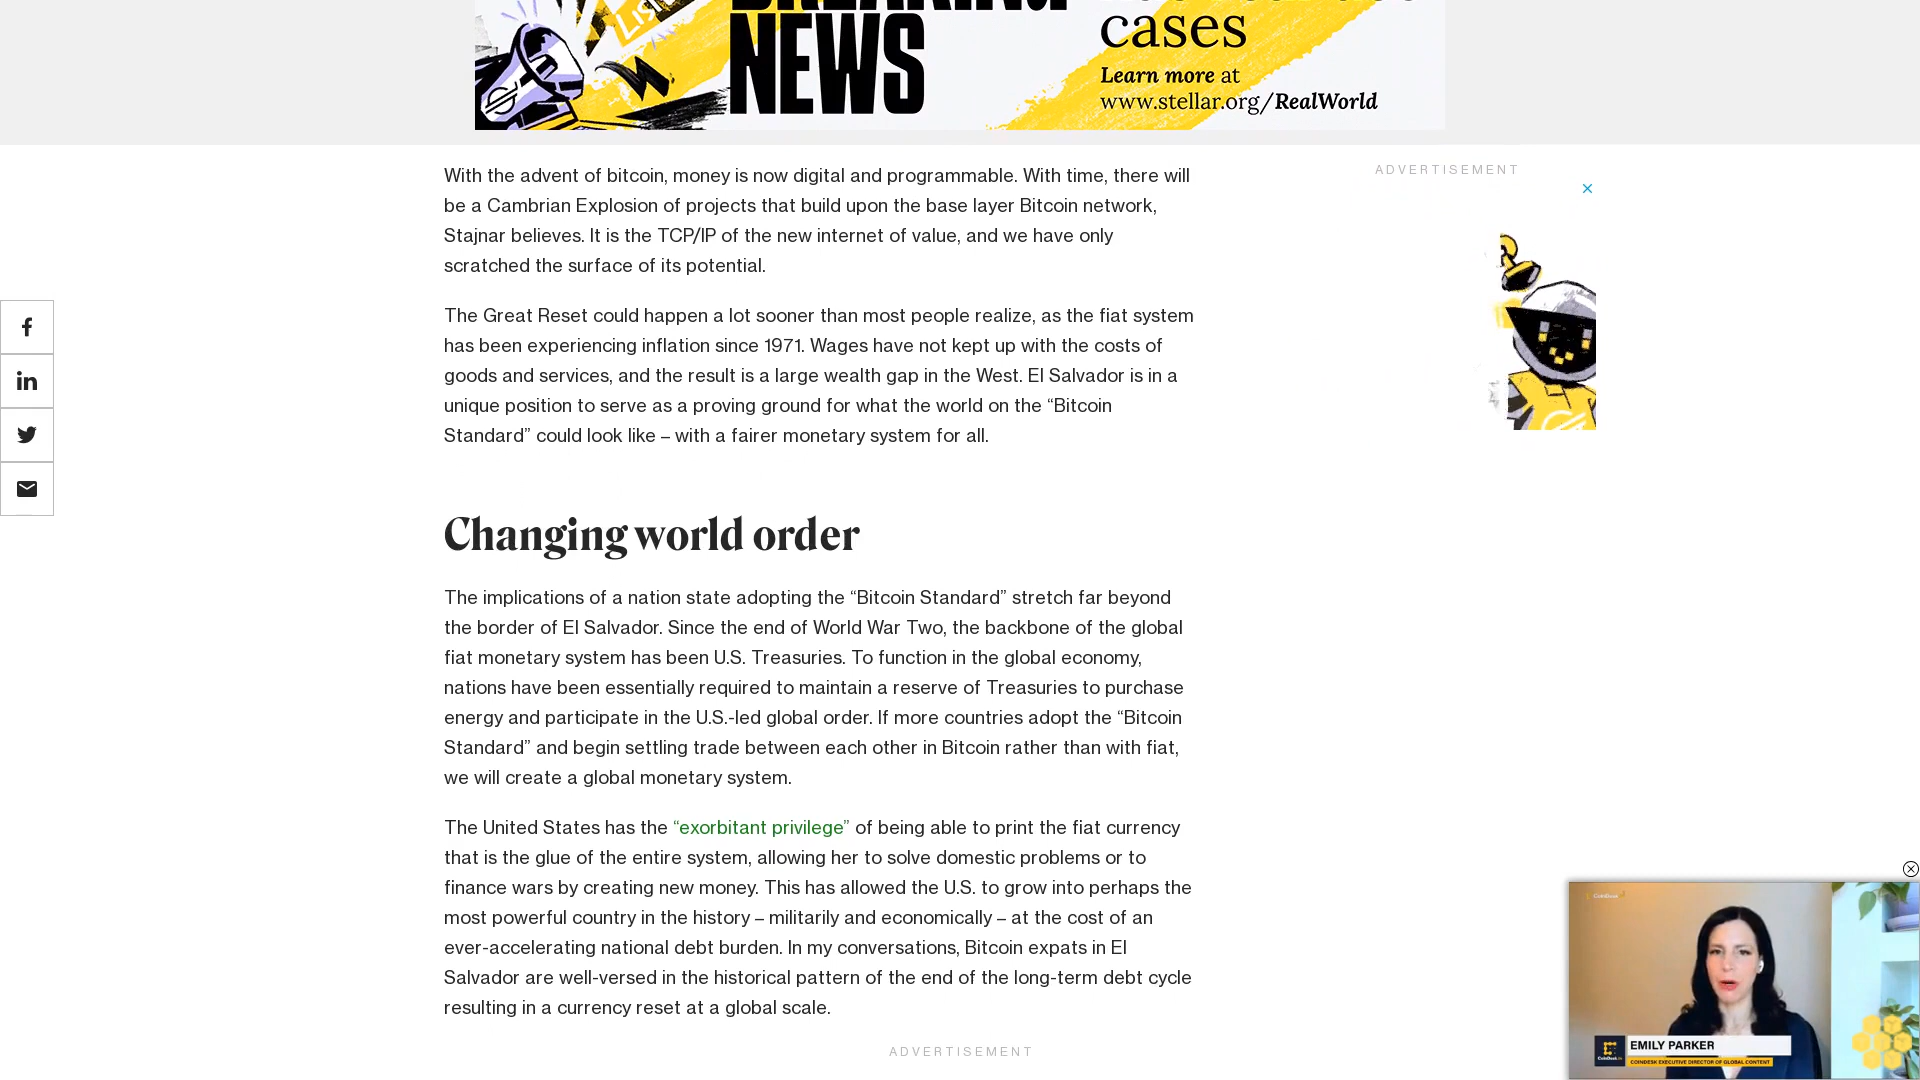 NEWS
cases
Learn more at
www.stellar.org/RealWorld
ADVERTISEMENT
With the advent of bitcoin, money is now digital and programmable. With time, there will
be a Cambrian Explosion of projects that build upon the base layer Bitcoin network,
Stajnar believes. It is the TCP/IP of the new internet of value, and we have only
scratched the surface of its potential.
The Great Reset could happen a lot sooner than most people realize, as the fiat system
has been experiencing inflation since 1971. Wages have not kept up with the costs of
goods and services, and the result is a large wealth gap in the West. El Salvador is in a
unique position to serve as a proving ground for what the world on the “Bitcoin
Standard” could look like – with a fairer monetary system for all.
Changing world order
The implications of a nation state adopting the “Bitcoin Standard” stretch far beyond
the border of El Salvador. Since the end of World War Two, the backbone of the global
fiat monetary system has been U.S. Treasuries. To function in the global economy,
nations have been essentially required to maintain a reserve of Treasuries to purchase
energy and participate in the U.S.-led global order. If more countries adopt the “Bitcoin
Standard” and begin settling trade between each other in Bitcoin rather than with fiat,
we will create a global monetary system.
The United States has the “exorbitant privilege” of being able to print the fiat currency
that is the glue of the entire system, allowing her to solve domestic problems or to
finance wars by creating new money. This has allowed the U.S. to grow into perhaps the
most powerful country in the history – militarily and economically – at the cost of an
ever-accelerating national debt burden. In my conversations, Bitcoin expats in El
Salvador are well-versed in the historical pattern of the end of the long-term debt cycle
resulting in a currency reset at a global scale.
ADVERTISEMENT
CoinDesk
EMILY PARKER
COINDESK EXECUTIVE DIRECTOR OF GLOBAL CONTENT